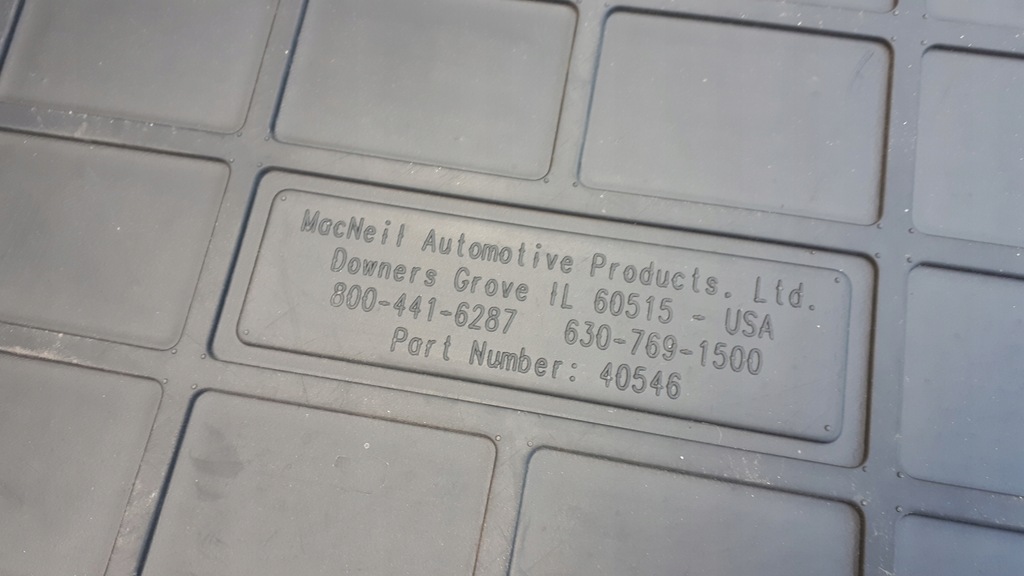 MacNeil Automotive Products. Ltd.
Downers Grove IL 60515 - USA
800-441-6287 630-769-1500
Part Number: 40546